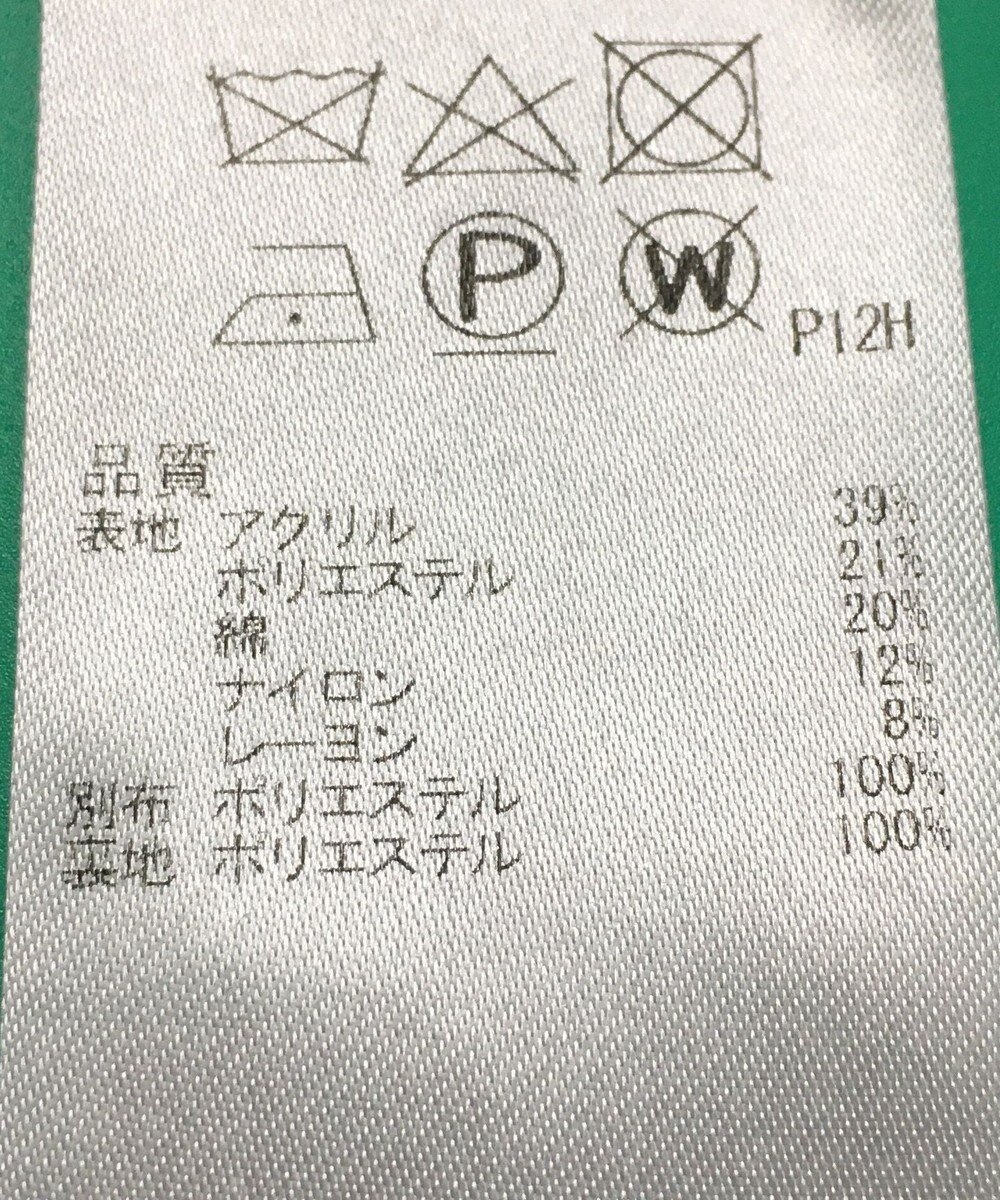 P
W
P12H
品質
表地 アクリル 39%
ポリエステル 21%
綿 20%
ナイロン 12%
レーヨン 8%
別布 ポリエステル 100%
裏地 ポリエステル 100%